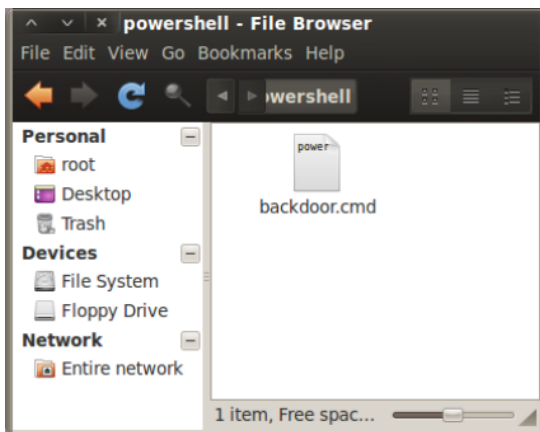 powershell - File Browser
File Edit View Go Bookmarks Help
owershell
Personal
root
Desktop
Trash
Devices
File System
Floppy Drive
Network
Entire network
power
backdoor.cmd
1 item, Free spac...